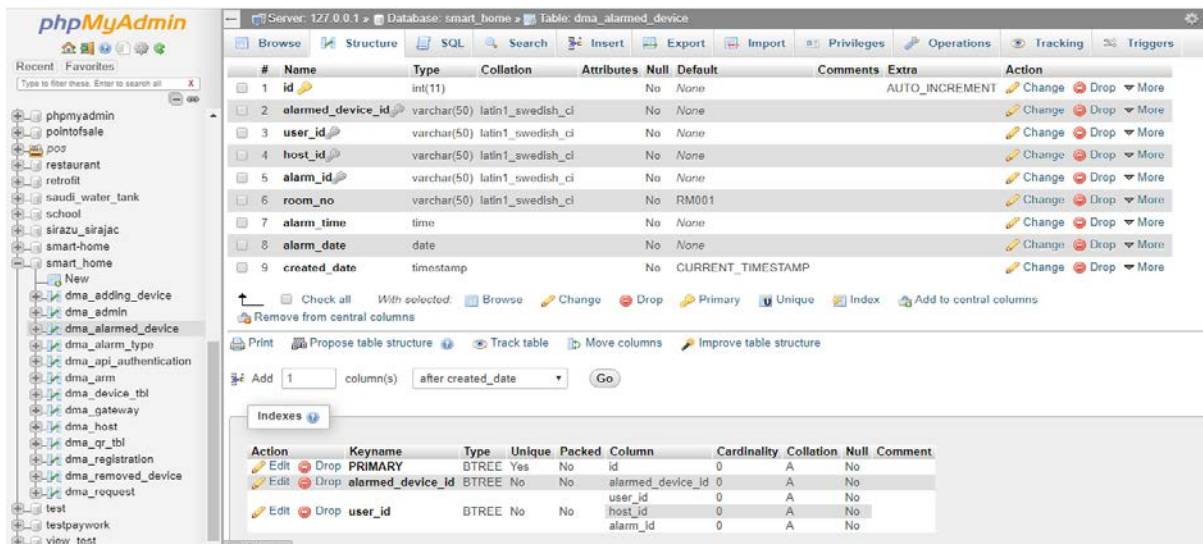 phpMyAdmin
Recent Favorites
Type to filter these. Enter to search all X
phpmyadmin
pointofsale
pos
restaurant
retrofit
saudi_water_tank
school
sirazu_sirajac
smart-home
smart_home
New
dma_adding_device
dma_admin
dma_alarmed_device
dma_alarm_type
dma_api_authentication
dma_arm
dma_device_tbl
dma_gateway
dma_host
dma_qr_tbl
dma_registration
dma_removed_device
dma_request
test
testpaywork
view_test
Server: 127.0.0.1 » Database: smart_home » Table: dma_alarmed_device
Browse Structure SQL Search Insert Export Import Privileges Operations Tracking Triggers
# Name Type Collation Attributes Null Default Comments Extra Action
1 id int(11) No None AUTO_INCREMENT Change Drop More
2 alarmed_device_id varchar(50) latin1_swedish_ci No None Change Drop More
3 user_id varchar(50) latin1_swedish_ci No None Change Drop More
4 host_id varchar(50) latin1_swedish_ci No None Change Drop More
5 alarm_id varchar(50) latin1_swedish_ci No None Change Drop More
6 room_no varchar(50) latin1_swedish_ci No RM001 Change Drop More
7 alarm_time time No None Change Drop More
8 alarm_date date No None Change Drop More
9 created_date timestamp No CURRENT_TIMESTAMP Change Drop More
Check all With selected: Browse Change Drop Primary Unique Index Add to central columns
Remove from central columns
Print Propose table structure Track table Move columns Improve table structure
Add 1 column(s) after created_date Go
Indexes
Action Keyname Type Unique Packed Column Cardinality Collation Null Comment
Edit Drop PRIMARY BTREE Yes No id 0 A No
Edit Drop alarmed_device_id BTREE No No alarmed_device_id 0 A No
user_id 0 A No
Edit Drop user_id BTREE No No host_id 0 A No
alarm_id 0 A No